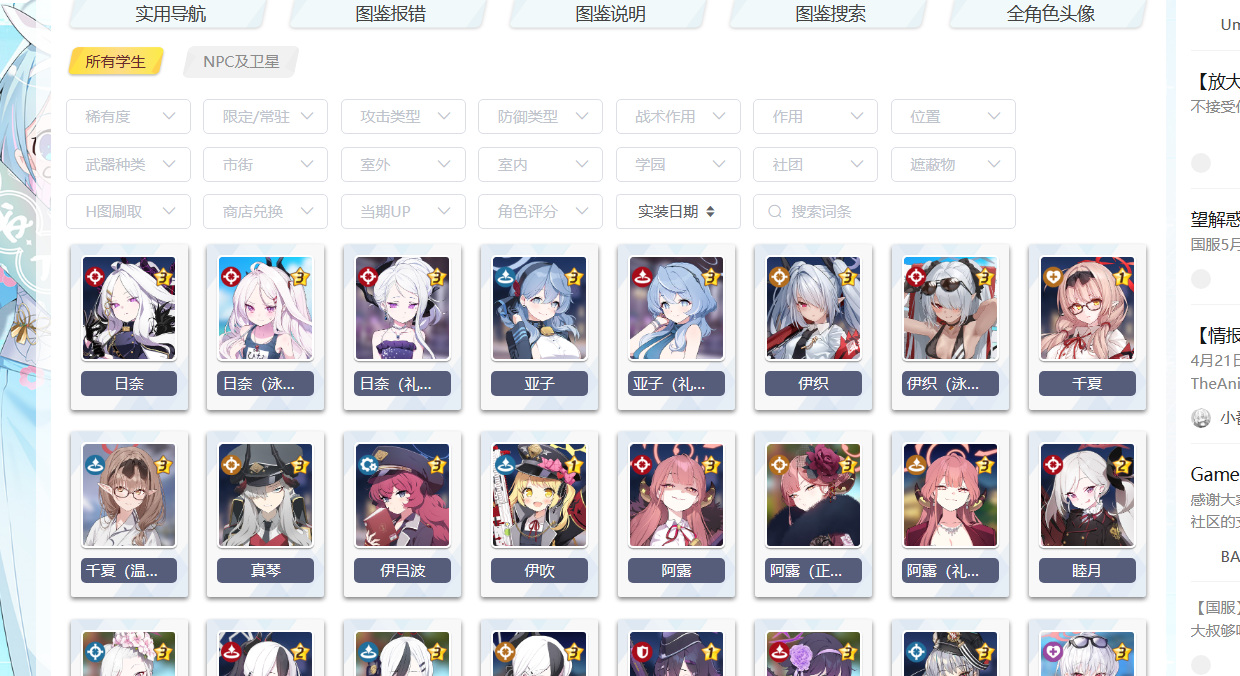 实用导航
图鉴报错
图鉴说明
图鉴搜索
全角色头像
所有学生
NPC及卫星
稀有度
限定/常驻
攻击类型
防御类型
战术作用
作用
位置
武器种类
市街
室外
室内
学园
社团
遮蔽物
H图刷取
商店兑换
当期UP
角色评分
实装日期
搜索词条
3 3 3 3 3 3 3 1
日奈
日奈（泳...
日奈（礼...
亚子
亚子（礼...
伊织
伊织（泳...
千夏
3 3 3 1 3 3 3 2
千夏（温...
真琴
伊吕波
伊吹
阿露
阿露（正...
阿露（礼...
睦月
3 2 3 3 1 3 3 3
Um
【放大
不接受
望解惑
国服5月
【情报
4月21日
TheAni
小
Game
感谢大家
社区的支
BA
【国服】
大叔够